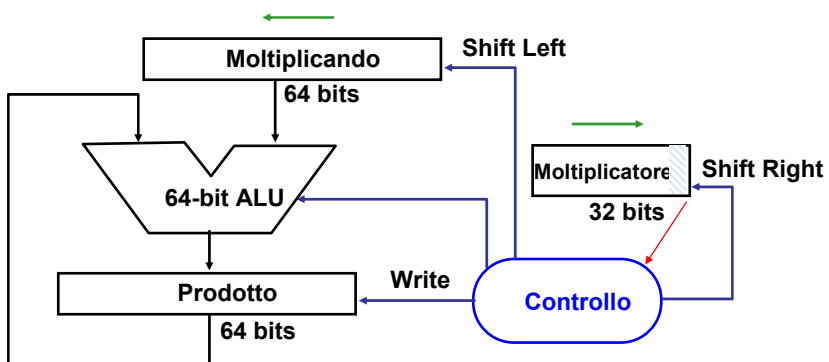 Shift Left
Moltiplicando
64 bits
Moltiplicatore
Shift Right
64-bit ALU
32 bits
Write
Prodotto
Controllo
64 bits